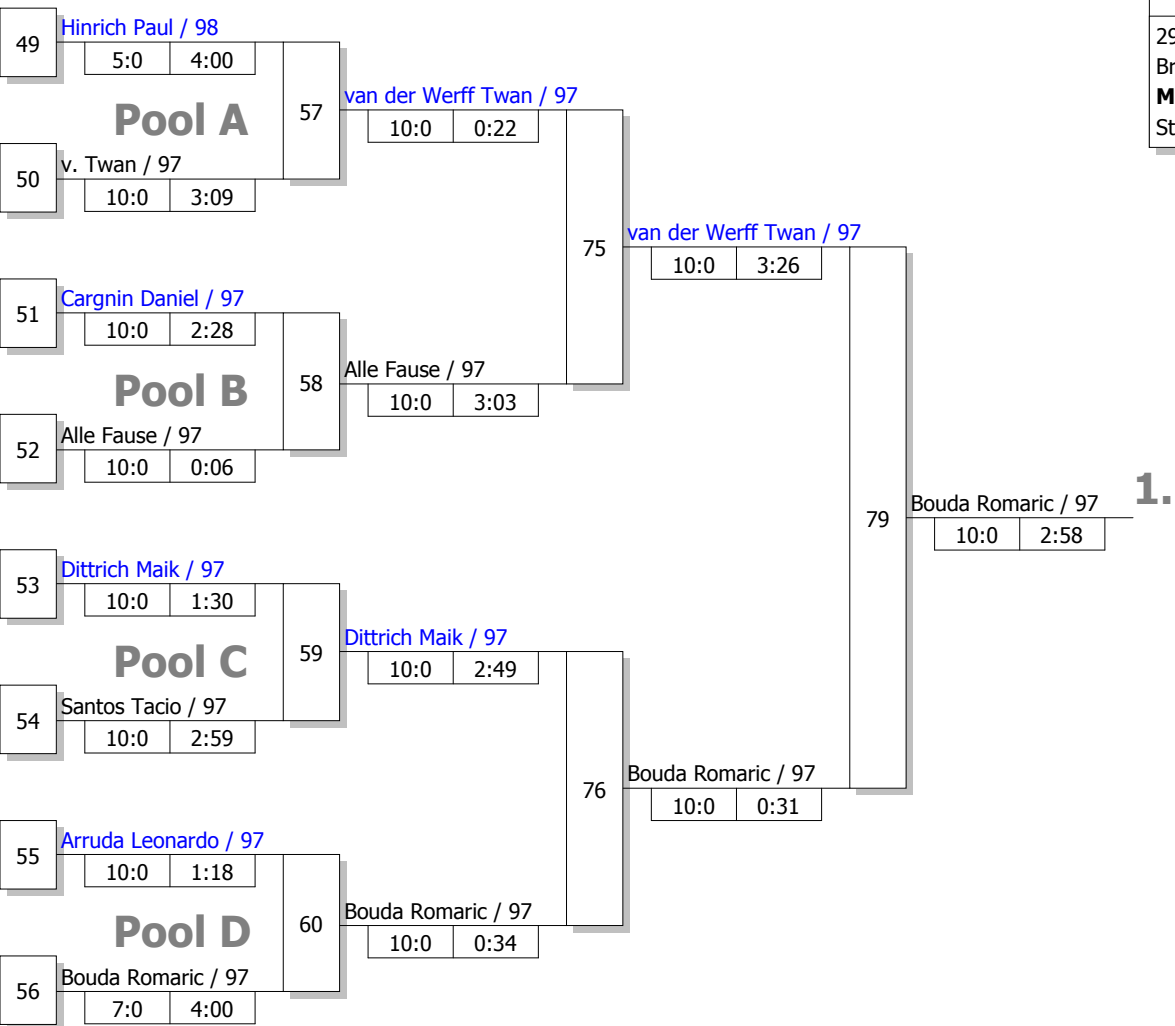 49
Hinrich Paul / 98
5:0 4:00
Pool A
57
van der Werff Twan / 97
10:0 0:22
50
v. Twan / 97
10:0 3:09
75
van der Werff Twan / 97
10:0 3:26
51
Cargnin Daniel / 97
10:0 2:28
Pool B
58
Alle Fause / 97
10:0 3:03
52
Alle Fause / 97
10:0 0:06
79
Bouda Romaric / 97
10:0 2:58
1.
53
Dittrich Maik / 97
10:0 1:30
Pool C
59
Dittrich Maik / 97
10:0 2:49
54
Santos Tacio / 97
10:0 2:59
76
Bouda Romaric / 97
10:0 0:31
55
Arruda Leonardo / 97
10:0 1:18
Pool D
60
Bouda Romaric / 97
10:0 0:34
56
Bouda Romaric / 97
7:0 4:00
29
Br
M
St